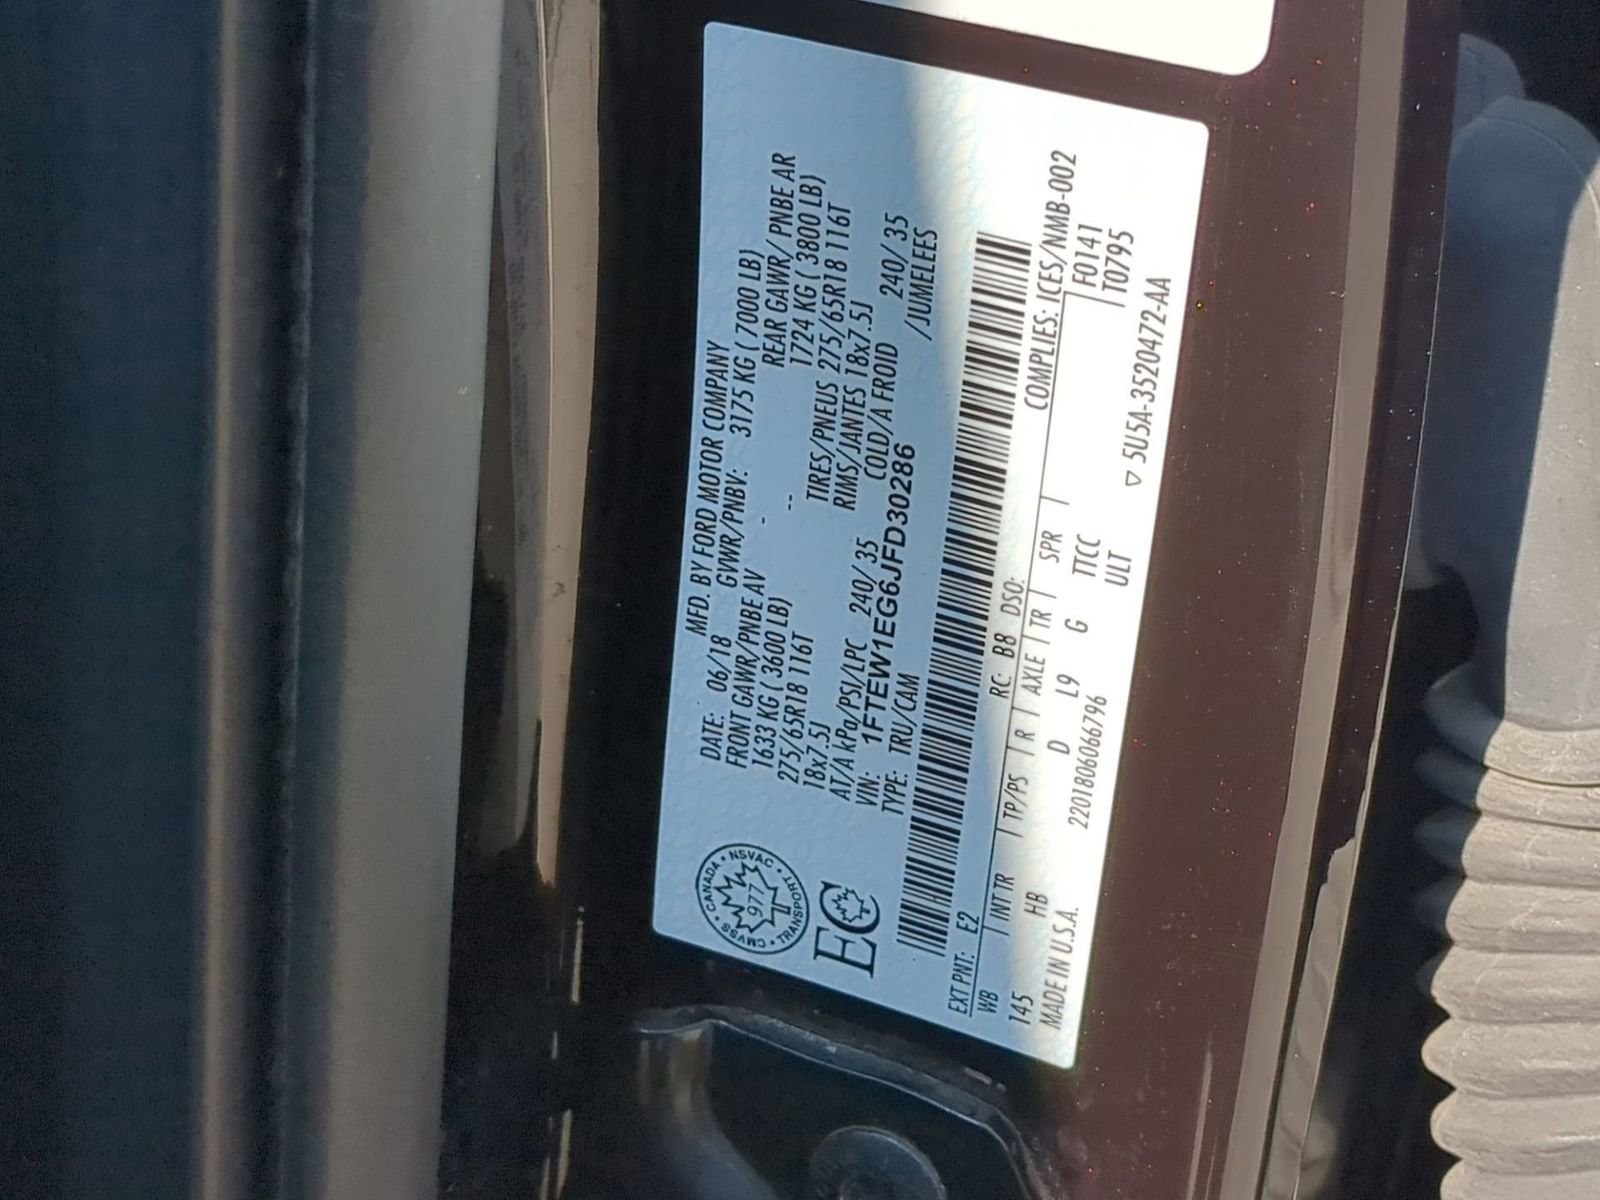 MFD. BY FORD MOTOR COMPANY
DATE: 06/18 GVWR/PNBV: 3175 KG ( 7000 LB)
FRONT GAWR/PNBE AV - REAR GAWR/ PNBE AR
1633 KG ( 3600 LB) -- 1724 KG ( 3800 LB)
275/65R18 116T TIRES/PNEUS 275/65R18 116T
18x7.5J RIMS/JANTES 18x7.5J
AT/A kPa/PSI/LPC 240/ 35 COLD/A FROID 240/ 35
VIN: 1FTEW1EG6JFD30286 /JUMELEES
TYPE: TRU/CAM
CANADA • NSVAC • TRANSPORT • CMVSS •
977
EC
EXT PNT: E2 RC: B8 DSO:
WB INT TR TP/PS R AXLE TR SPR COMPLIES: ICES/NMB-002
145 HB D L9 G TTCC F0141
MADE IN U.S.A. 2201806066796 ULT T0795
▽ 5U5A-3520472-AA